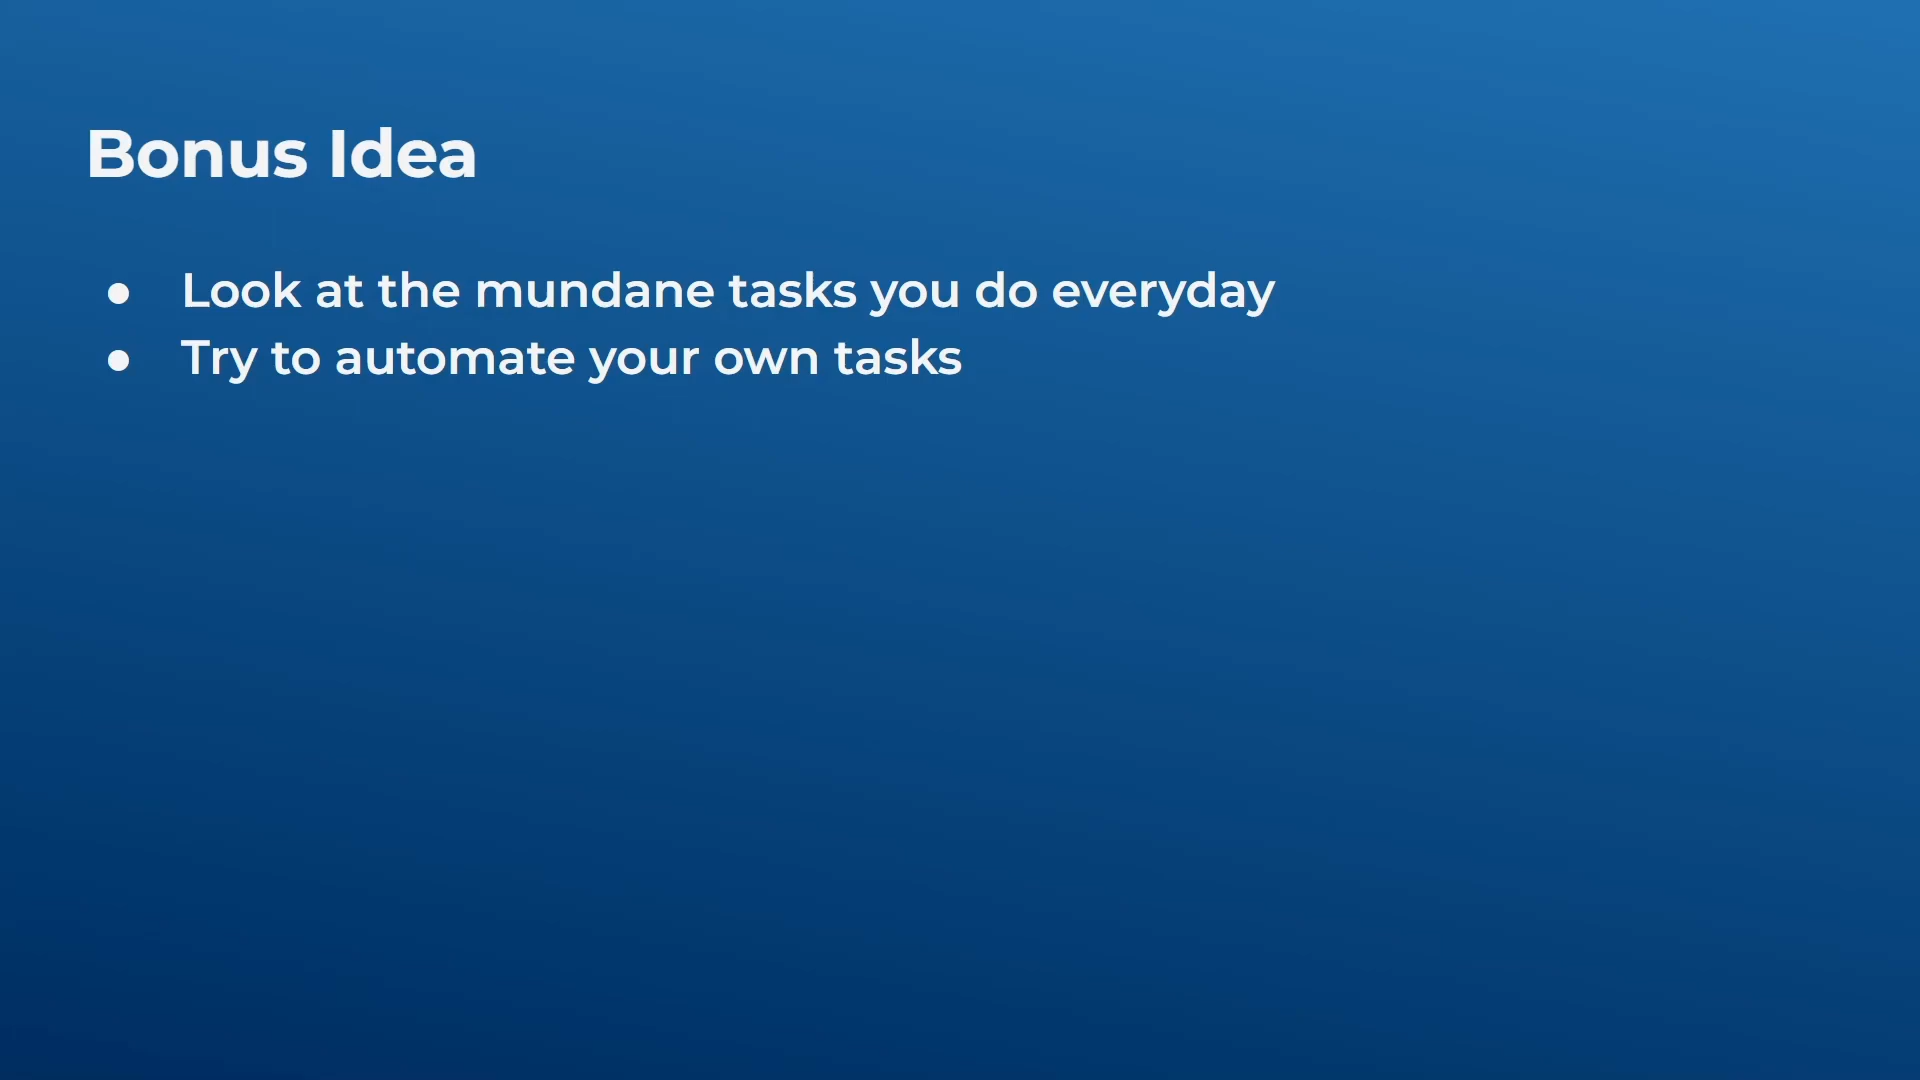 Bonus Idea
● Look at the mundane tasks you do everyday
● Try to automate your own tasks